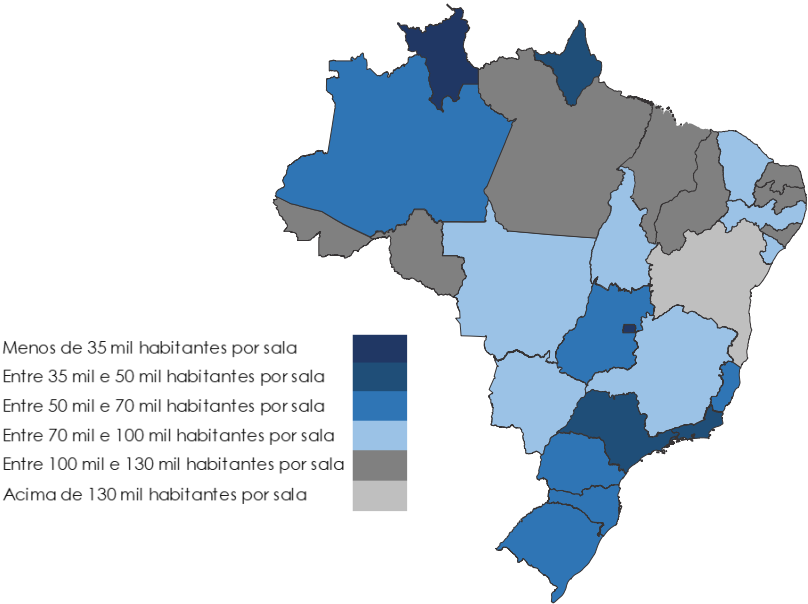 Menos de 35 mil habitantes por sala
Entre 35 mil e 50 mil habitantes por sala
Entre 50 mil e 70 mil habitantes por sala
Entre 70 mil e 100 mil habitantes por sala
Entre 100 mil e 130 mil habitantes por sala
Acima de 130 mil habitantes por sala